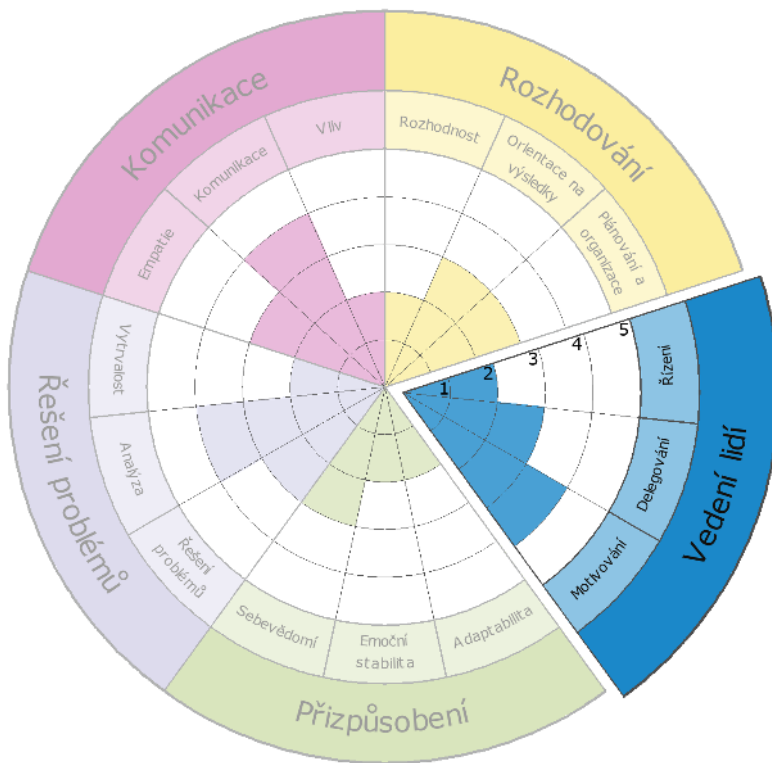 Komunikace
Rozhodování
Vliv
Rozhodnost
Komunikace
Orientace na
výsledky
Empatie
Plánování a
organizace
Vytrvalost
1
2
3
4
5
Řízení
Řešení problémů
Analýza
Delegování
Vedení lidí
Řešení
problémů
Motivování
Sebevědomí
Emoční
stabilita
Adaptabilita
Přizpůsobení